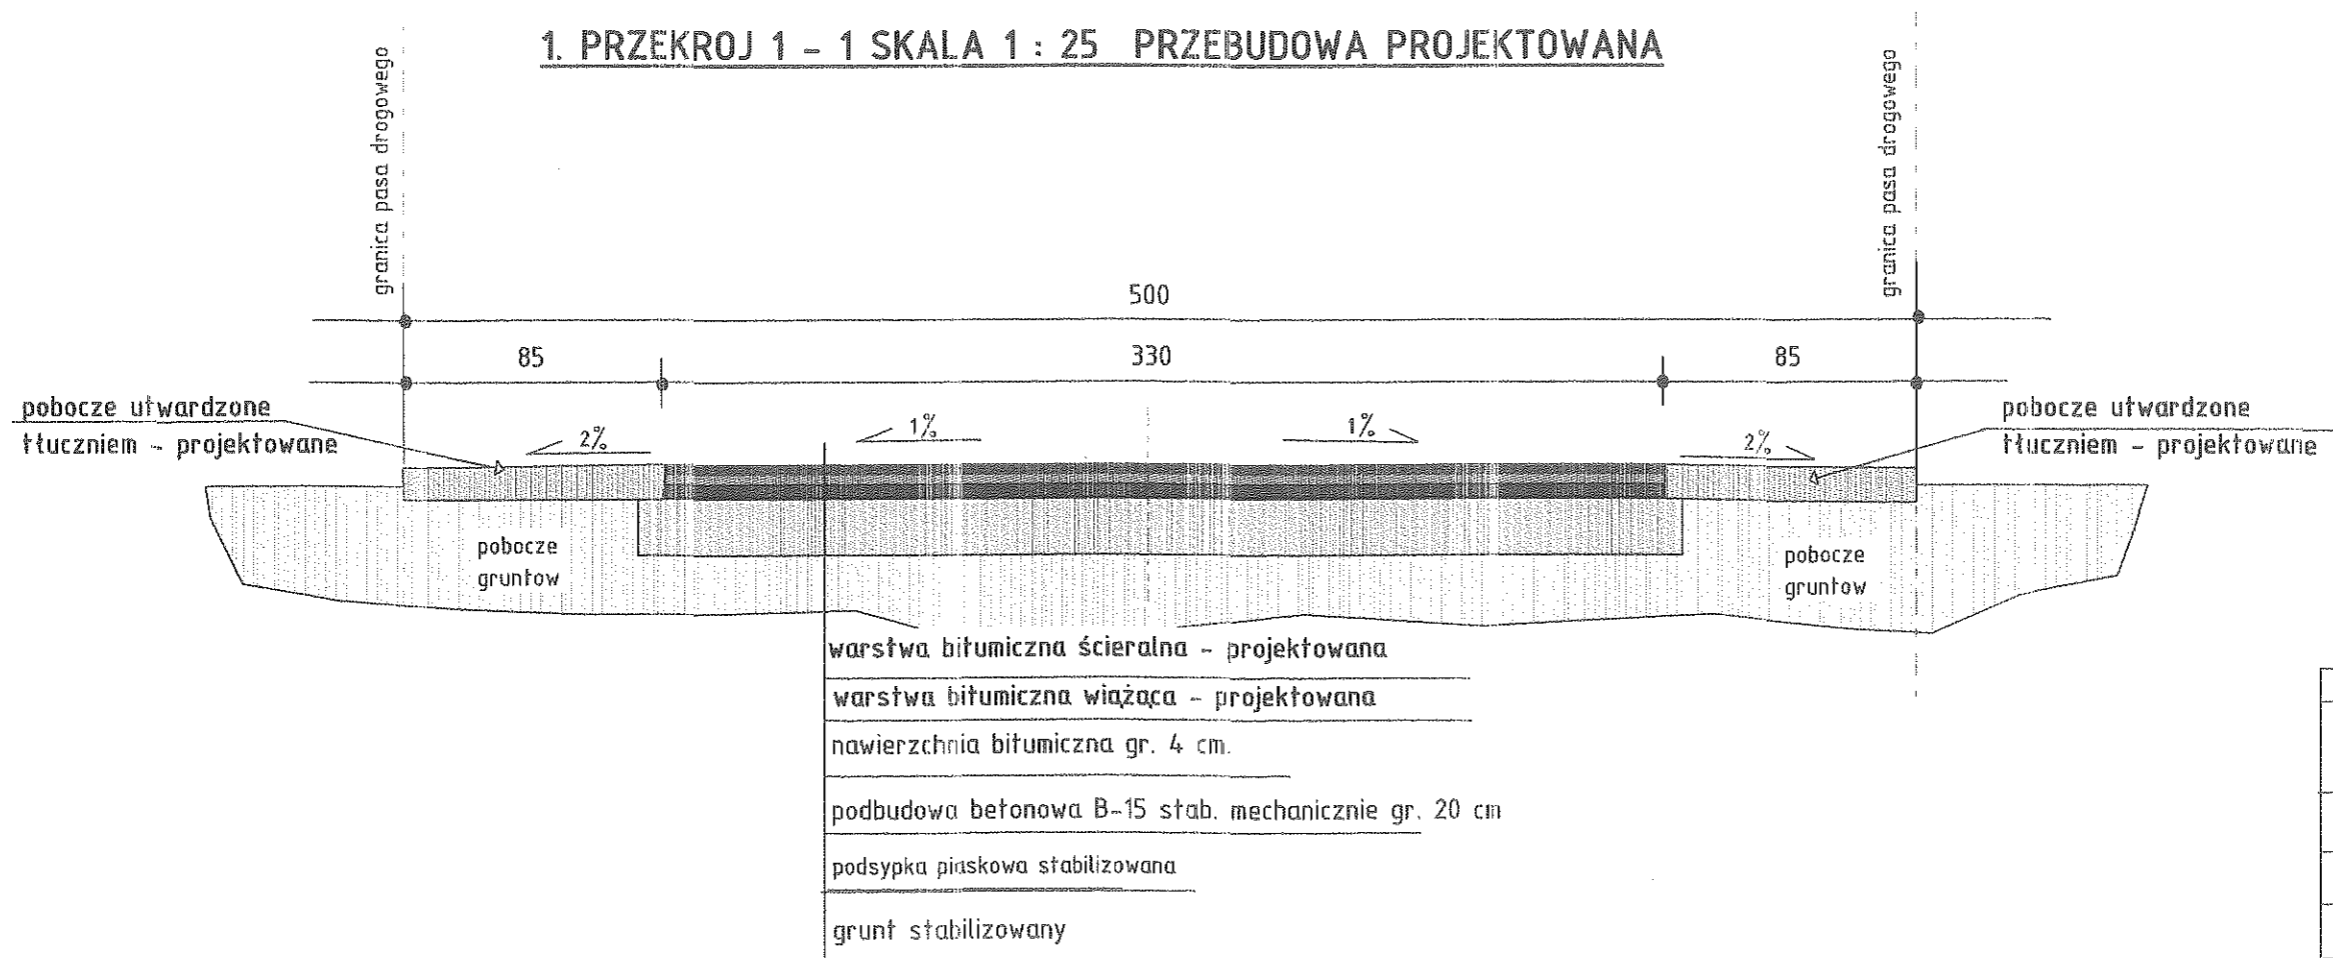 1. PRZEKROJ 1 - 1 SKALA 1 : 25 PRZEBUDOWA PROJEKTOWANA
granica pasa drogowego
granica pasa drogowego
500
85
330
85
pobocze utwardzone
tłuczniem - projektowane
2%
1%
1%
2%
pobocze utwardzone
tłuczniem - projektowane
pobocze
gruntow
pobocze
gruntow
warstwa bitumiczna ścieralna - projektowana
warstwa bitumiczna wiążąca - projektowana
nawierzchnia bitumiczna gr. 4 cm.
podbudowa betonowa B-15 stab. mechanicznie gr. 20 cm
podsypka piaskowa stabilizowana
grunt stabilizowany